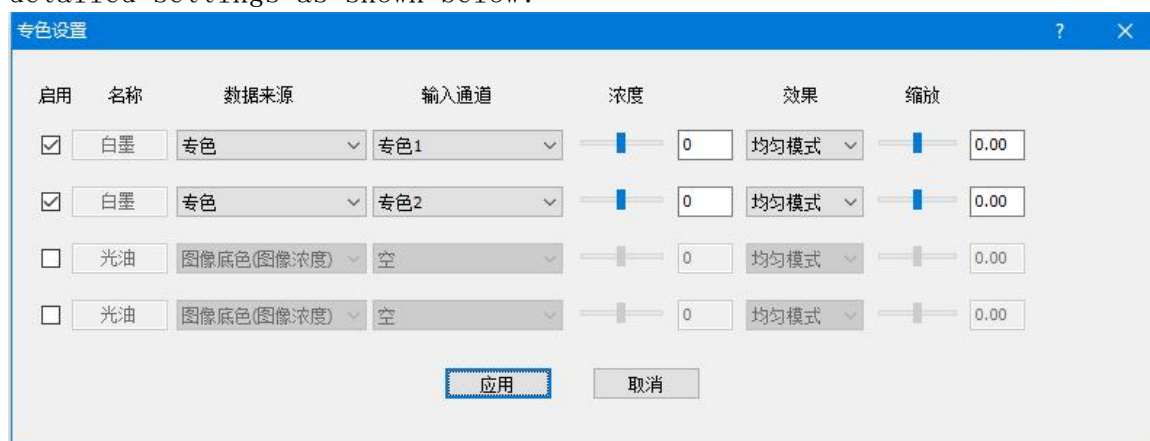 detailed settings as shown below:
专色设置 ? ×
启用 名称 数据来源 输入通道 浓度 效果 缩放
白墨 专色 专色1 0 均匀模式 0.00
白墨 专色 专色2 0 均匀模式 0.00
光油 图像底色(图像浓度) 空 0 均匀模式 0.00
光油 图像底色(图像浓度) 空 0 均匀模式 0.00
应用 取消